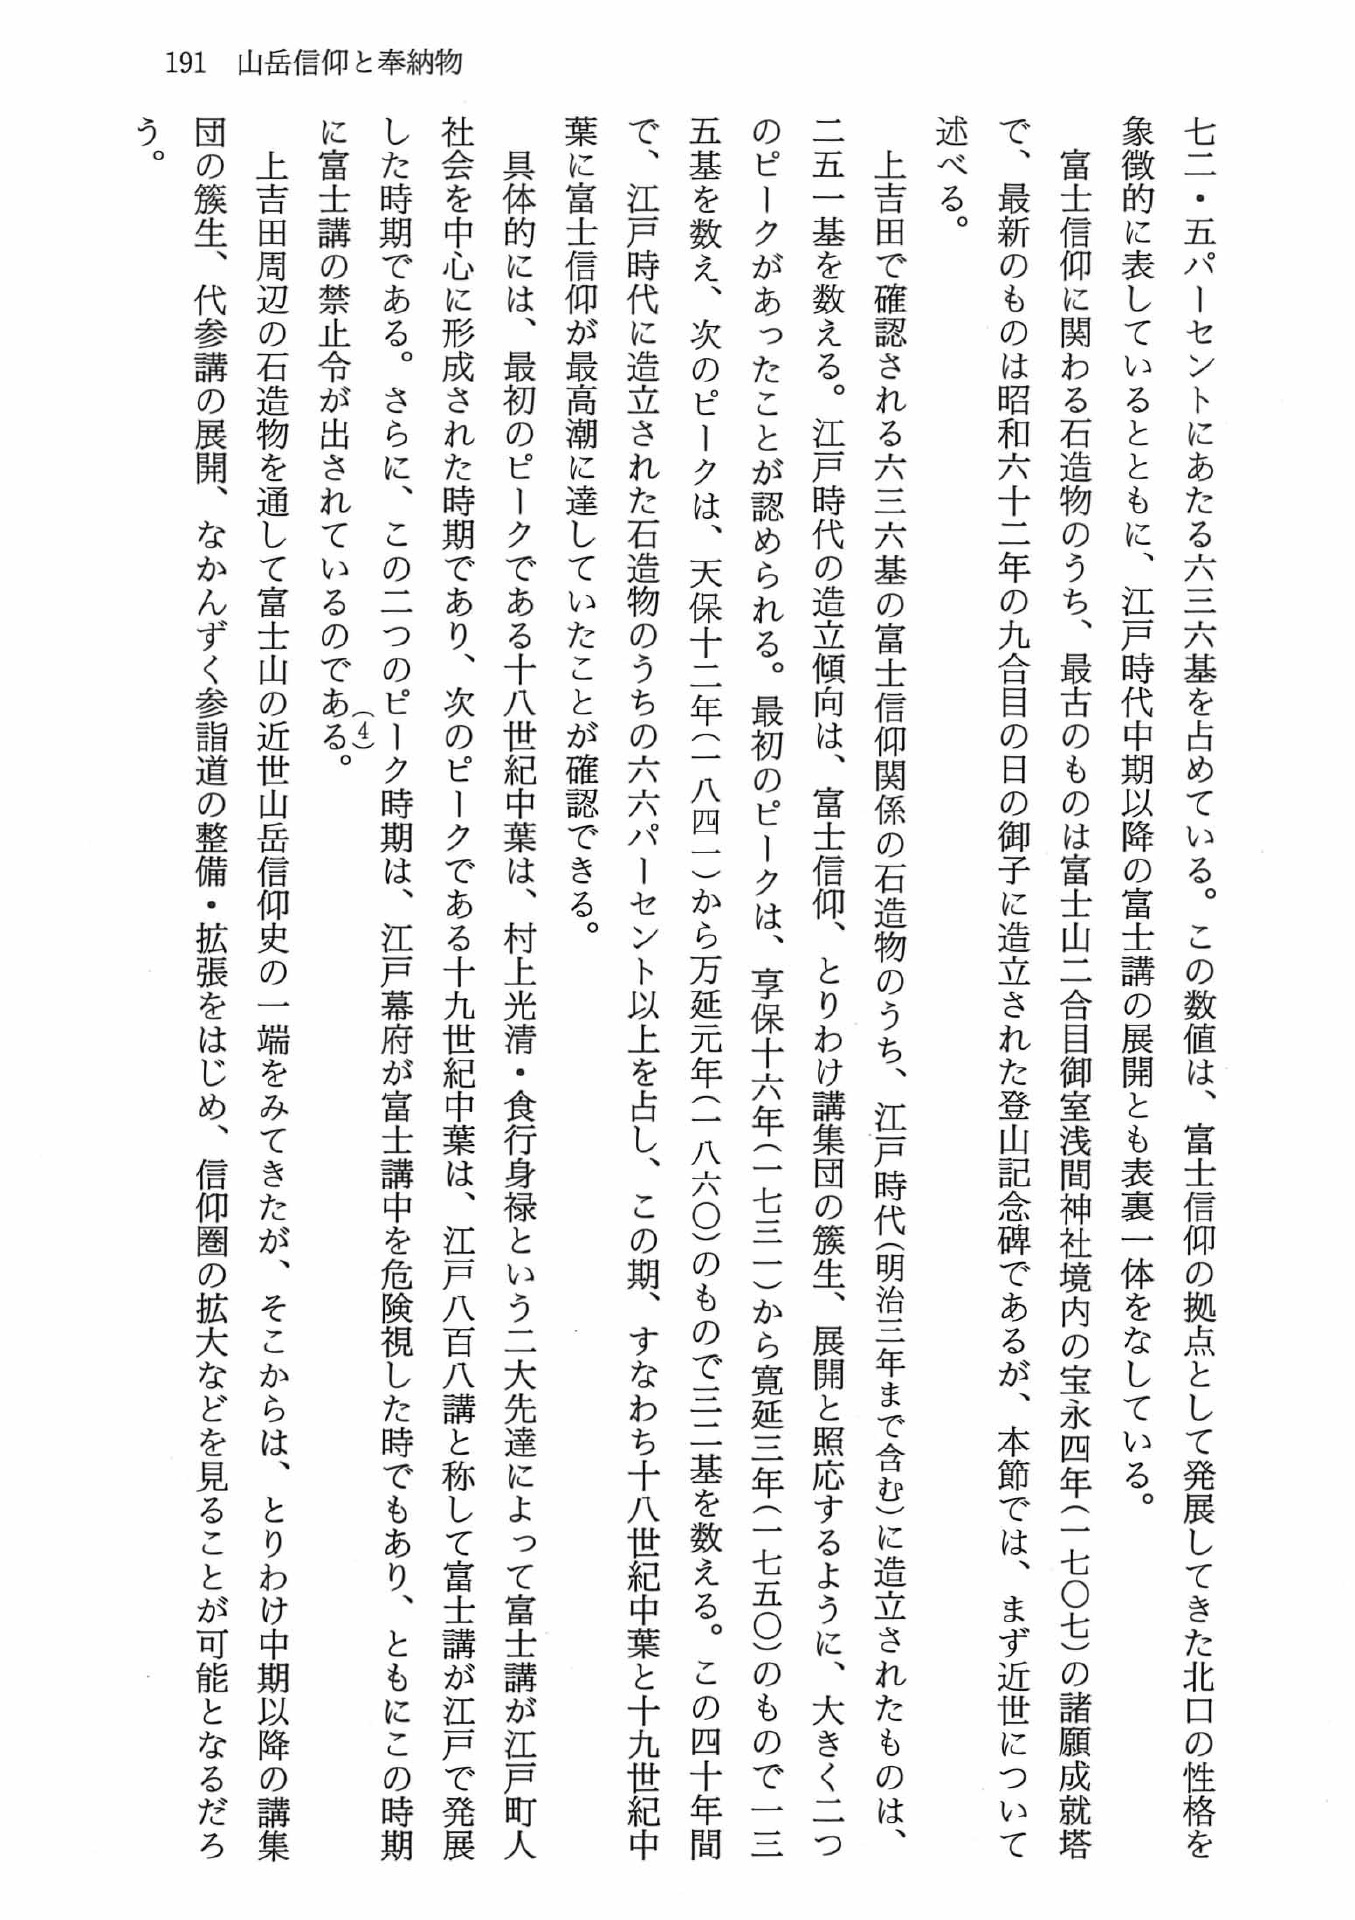 191　山岳信仰と奉納物
七二・五パーセントにあたる六三六基を占めている。この数値は、富士信仰の拠点として発展してきた北口の性格を
象徴的に表しているとともに、江戸時代中期以降の富士講の展開とも表裏一体をなしている。
　富士信仰に関わる石造物のうち、最古のものは富士山二合目御室浅間神社境内の宝永四年（一七〇七）の諸願成就塔
で、最新のものは昭和六十二年の九合目の日の御子に造立された登山記念碑であるが、本節では、まず近世について
述べる。
　上吉田で確認される六三六基の富士信仰関係の石造物のうち、江戸時代（明治三年まで含む）に造立されたものは、
二五一基を数える。江戸時代の造立傾向は、富士信仰、とりわけ講集団の簇生、展開と照応するように、大きく二つ
のピークがあったことが認められる。最初のピークは、享保十六年（一七三一）から寛延三年（一七五〇）のもので一三
五基を数え、次のピークは、天保十二年（一八四一）から万延元年（一八六〇）のもので三二基を数える。この四十年間
で、江戸時代に造立された石造物のうちの六六パーセント以上を占し、この期、すなわち十八世紀中葉と十九世紀中
葉に富士信仰が最高潮に達していたことが確認できる。
　具体的には、最初のピークである十八世紀中葉は、村上光清・食行身禄という二大先達によって富士講が江戸町人
社会を中心に形成された時期であり、次のピークである十九世紀中葉は、江戸八百八講と称して富士講が江戸で発展
した時期である。さらに、この二つのピーク時期は、江戸幕府が富士講中を危険視した時でもあり、ともにこの時期
に富士講の禁止令が出されているのである（4）。
　上吉田周辺の石造物を通して富士山の近世山岳信仰史の一端をみてきたが、そこからは、とりわけ中期以降の講集
団の簇生、代参講の展開、なかんずく参詣道の整備・拡張をはじめ、信仰圏の拡大などを見ることが可能となるだろ
う。